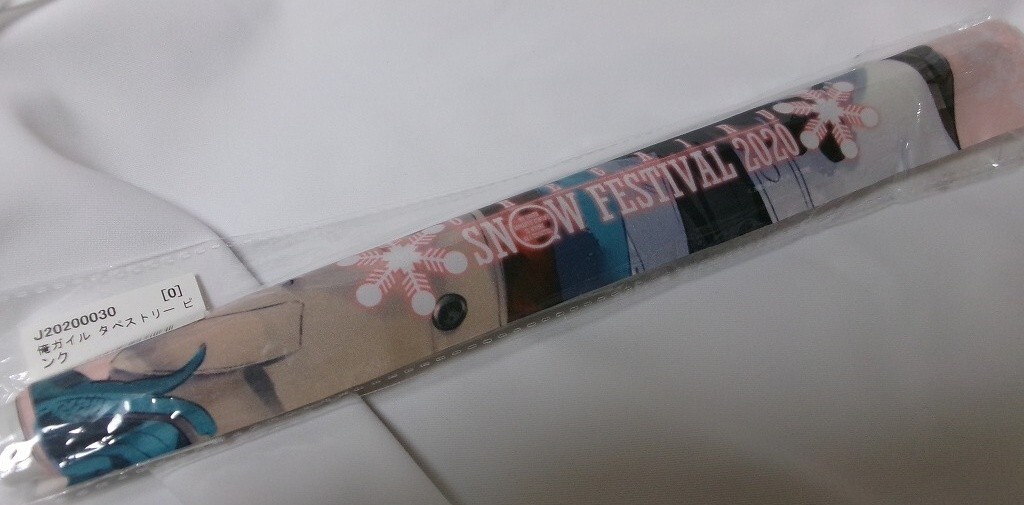 J20200030 [0]
俺ガイル タペストリー ピ
ンク
SNOW FESTIVAL 2020